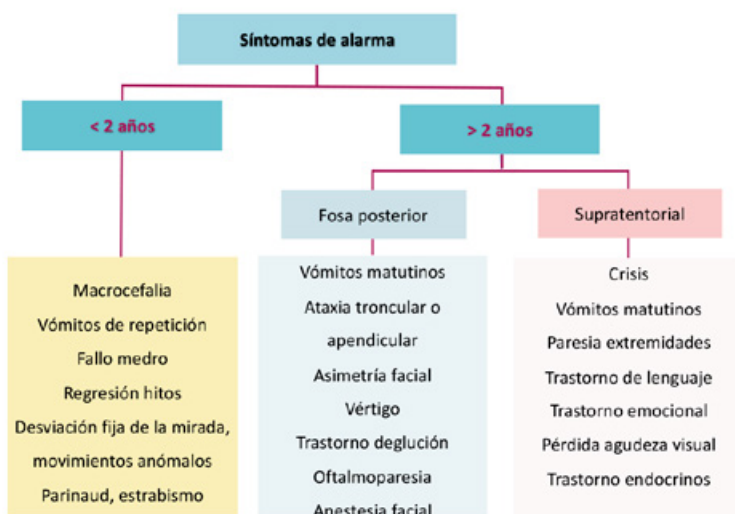 Síntomas de alarma
< 2 años
> 2 años
Fosa posterior
Supratentorial
Macrocefalia
Vómitos de repetición
Fallo medro
Regresión hitos
Desviación fija de la mirada,
movimientos anómalos
Parinaud, estrabismo
Vómitos matutinos
Ataxia troncular o
apendicular
Asimetría facial
Vértigo
Trastorno deglución
Oftalmoparesia
Anestesia facial
Crisis
Vómitos matutinos
Paresia extremidades
Trastorno de lenguaje
Trastorno emocional
Pérdida agudeza visual
Trastorno endocrinos